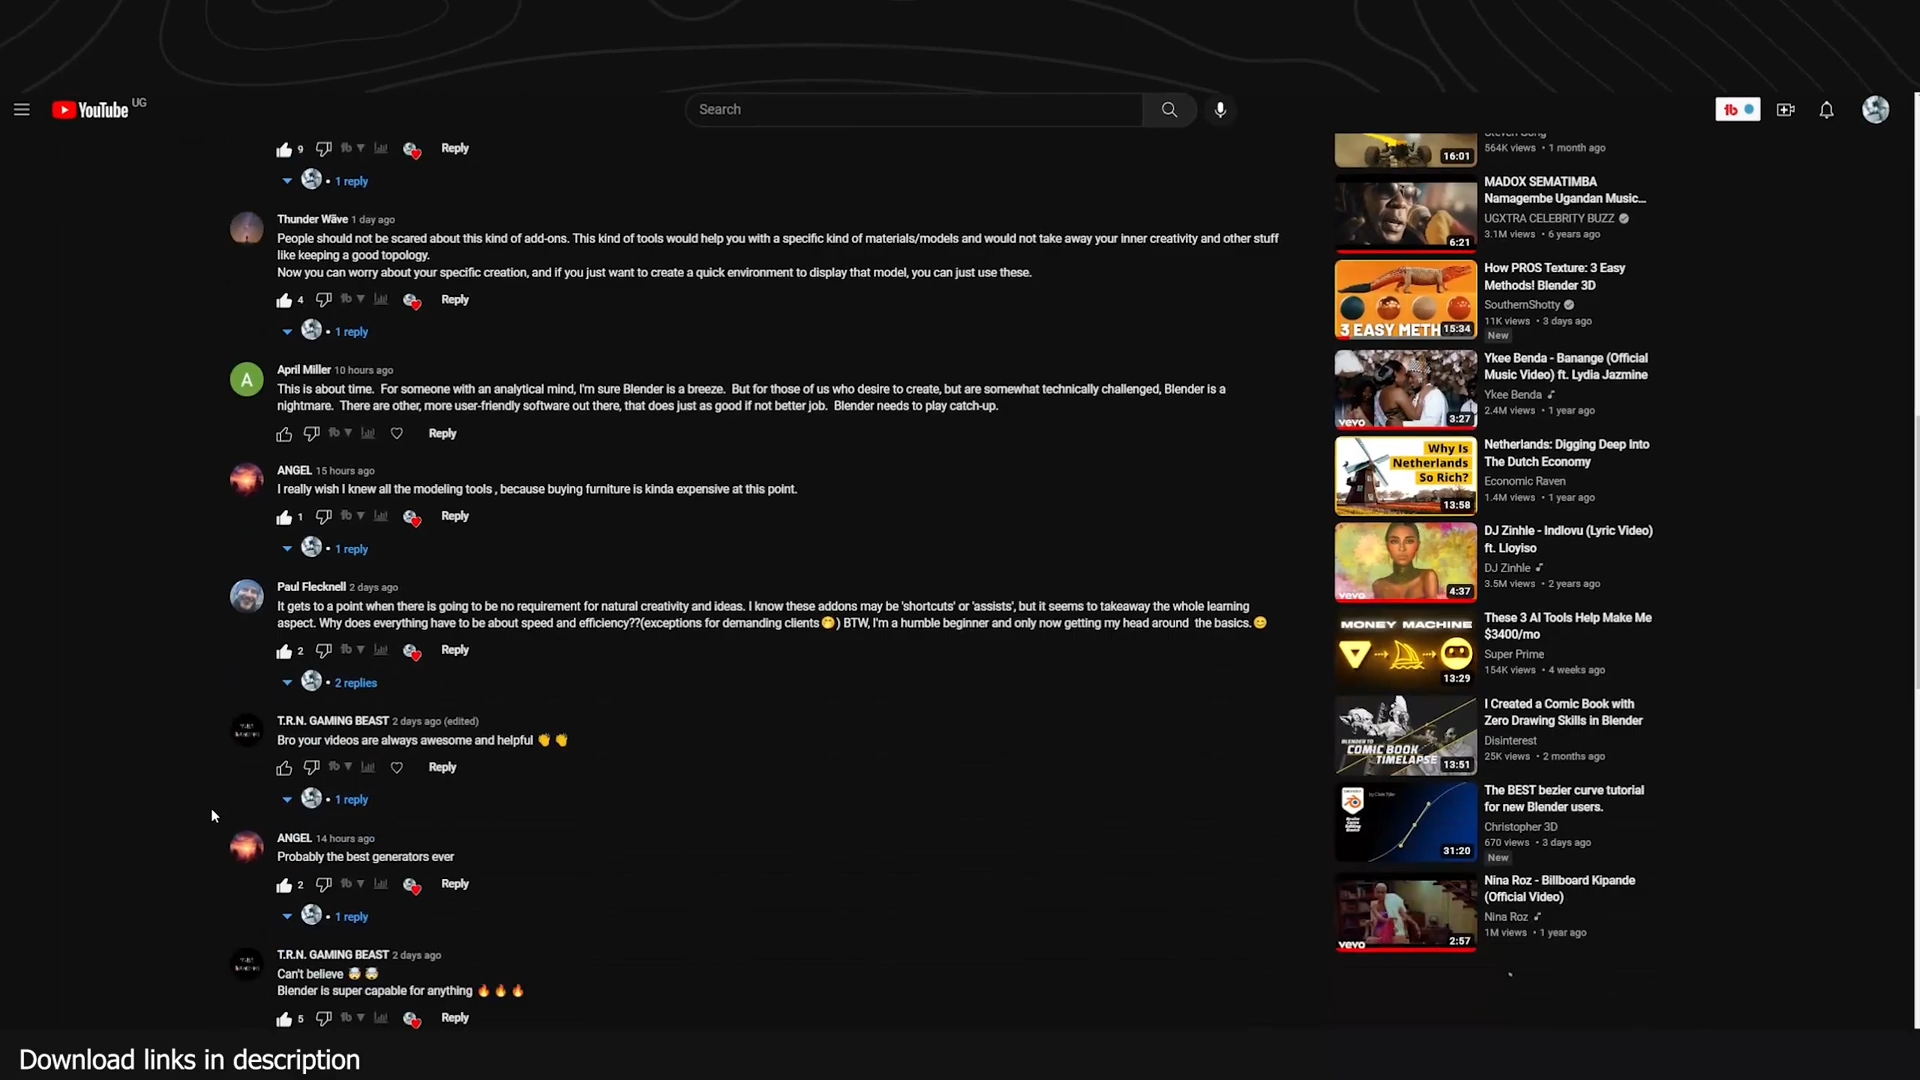 YouTube UG
Search
9 Reply
• 1 reply
Thunder Wäve 1 day ago
People should not be scared about this kind of add-ons. This kind of tools would help you with a specific kind of materials/models and would not take away your inner creativity and other stuff
like keeping a good topology.
Now you can worry about your specific creation, and if you just want to create a quick environment to display that model, you can just use these.
4 Reply
• 1 reply
A
April Miller 10 hours ago
This is about time. For someone with an analytical mind, I'm sure Blender is a breeze. But for those of us who desire to create, but are somewhat technically challenged, Blender is a
nightmare. There are other, more user-friendly software out there, that does just as good if not better job. Blender needs to play catch-up.
Reply
ANGEL 15 hours ago
I really wish I knew all the modeling tools , because buying furniture is kinda expensive at this point.
1 Reply
• 1 reply
Paul Flecknell 2 days ago
It gets to a point when there is going to be no requirement for natural creativity and ideas. I know these addons may be 'shortcuts' or 'assists', but it seems to takeaway the whole learning
aspect. Why does everything have to be about speed and efficiency??(exceptions for demanding clients🤭) BTW, I'm a humble beginner and only now getting my head around the basics.😊
2 Reply
• 2 replies
T.R.N. GAMING BEAST 2 days ago (edited)
Bro your videos are always awesome and helpful 👏 👏
Reply
• 1 reply
ANGEL 14 hours ago
Probably the best generators ever
2 Reply
• 1 reply
T.R.N. GAMING BEAST 2 days ago
Can't believe 🤯 🤯
Blender is super capable for anything 🔥 🔥 🔥
5 Reply
16:01
Steven Gong
564K views • 1 month ago
6:21
MADOX SEMATIMBA
Namagembe Ugandan Music...
UGXTRA CELEBRITY BUZZ
3.1M views • 6 years ago
3 EASY METH
15:34
How PROS Texture: 3 Easy
Methods! Blender 3D
SouthernShotty
11K views • 3 days ago
New
vevo
3:27
Ykee Benda - Banange (Official
Music Video) ft. Lydia Jazmine
Ykee Benda
2.4M views • 1 year ago
Why Is
Netherlands
So Rich?
13:58
Netherlands: Digging Deep Into
The Dutch Economy
Economic Raven
1.4M views • 1 year ago
vevo
4:37
DJ Zinhle - Indlovu (Lyric Video)
ft. Lloyiso
DJ Zinhle
3.5M views • 2 years ago
MONEY MACHINE
13:29
These 3 AI Tools Help Make Me
$3400/mo
Super Prime
154K views • 4 weeks ago
BLENDER TO
COMIC BOOK
TIMELAPSE
13:51
I Created a Comic Book with
Zero Drawing Skills in Blender
Disinterest
25K views • 2 months ago
31:20
The BEST bezier curve tutorial
for new Blender users.
Christopher 3D
670 views • 3 days ago
New
vevo
2:57
Nina Roz - Billboard Kipande
(Official Video)
Nina Roz
1M views • 1 year ago
Download links in description